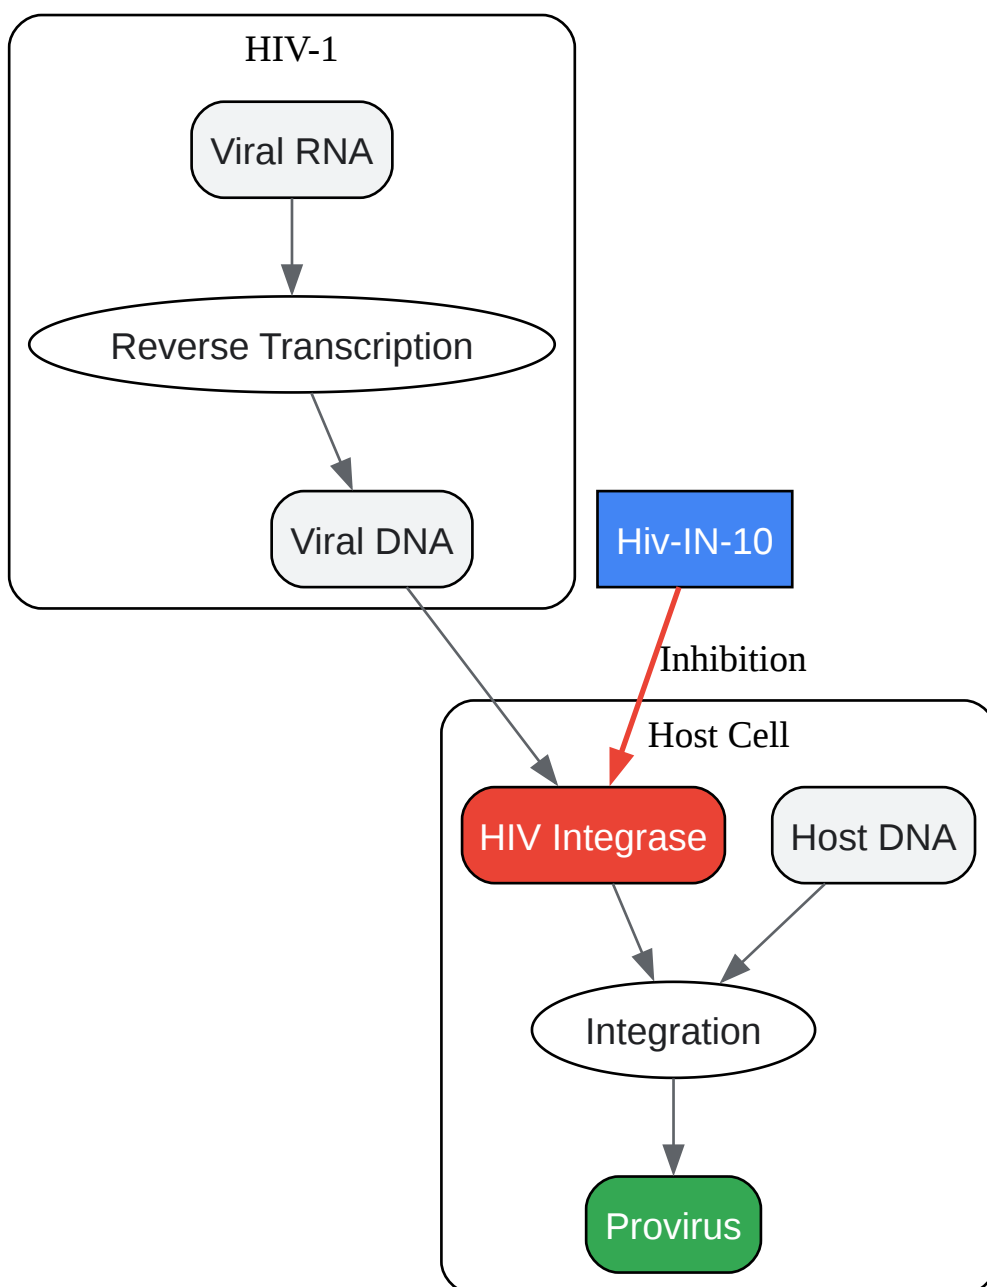 HIV-1
Viral RNA
Reverse Transcription
Viral DNA
Hiv-IN-10
Inhibition
Host Cell
HIV Integrase
Host DNA
Integration
Provirus